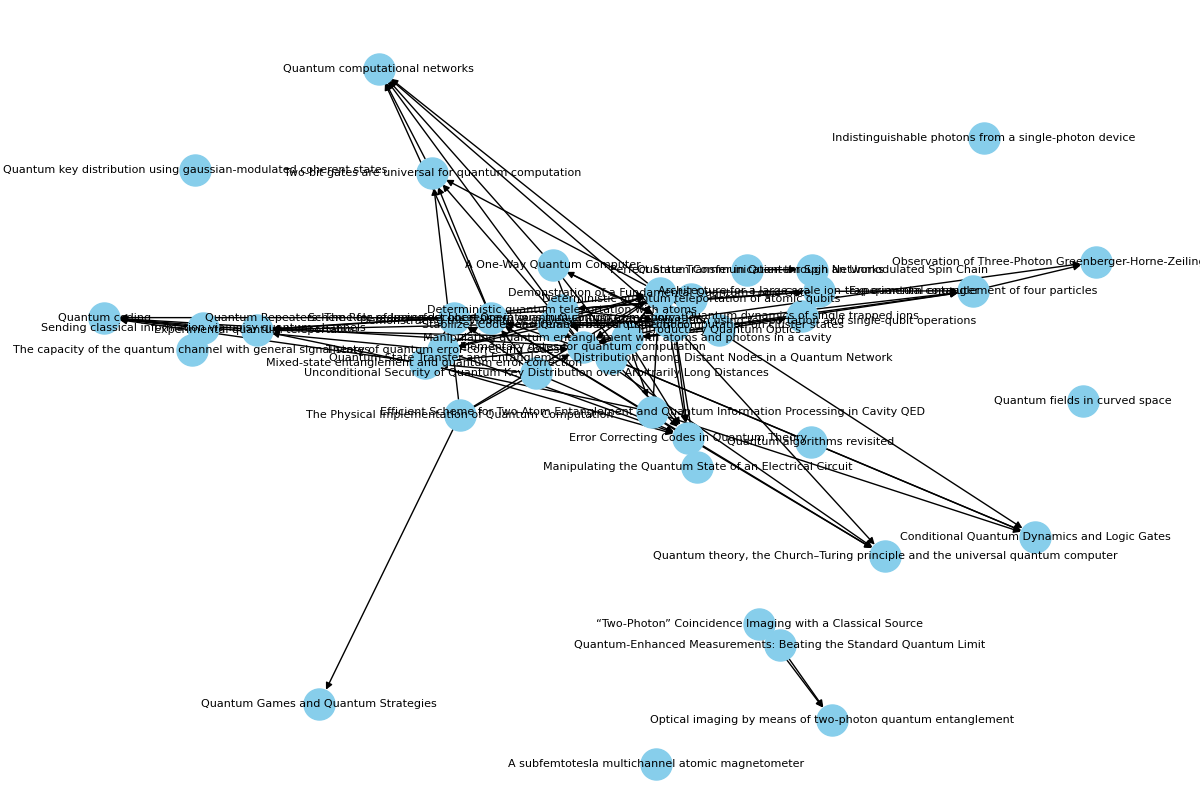 Quantum computational networks
Indistinguishable photons from a single-photon device
Quantum key distribution using gaussian-modulated coherent states
Two-bit gates are universal for quantum computation
Observation of Three-Photon Greenberger-Horne-Zeiling
A One-Way Quantum Computer
Perfect State Transfer in Quantum Spin Networks
Quantum Communication through an Unmodulated Spin Chain
Architecture for a large-scale ion-trap quantum computer
Experimental entanglement of four particles
Demonstration of a Fundamental Quantum
Deterministic quantum teleportation of atomic qubits
Deterministic quantum teleportation with atoms
Quantum coding
Quantum dynamics of single trapped ions
Quantum Repeaters: The Role of
using teleportation and single-qubit operations
Sending classical information via noisy quantum channels
Experimental quantum teleportation
Introductory Quantum Optics
Manipulating quantum entanglement with atoms and photons in a cavity
Elementary gates for quantum computation
The capacity of the quantum channel with general signal states
Theory of quantum error-correcting codes
Quantum State Transfer and Entanglement Distribution among Distant Nodes in a Quantum Network
Mixed-state entanglement and quantum error correction
Unconditional Security of Quantum Key Distribution over Arbitrarily Long Distances
Quantum fields in curved space
Efficient Scheme for Two-Atom Entanglement and Quantum Information Processing in Cavity QED
The Physical Implementation of Quantum Computation
Error Correcting Codes in Quantum Theory
Quantum algorithms revisited
Manipulating the Quantum State of an Electrical Circuit
Conditional Quantum Dynamics and Logic Gates
Quantum theory, the Church–Turing principle and the universal quantum computer
“Two-Photon” Coincidence Imaging with a Classical Source
Quantum-Enhanced Measurements: Beating the Standard Quantum Limit
Quantum Games and Quantum Strategies
Optical imaging by means of two-photon quantum entanglement
A subfemtotesla multichannel atomic magnetometer